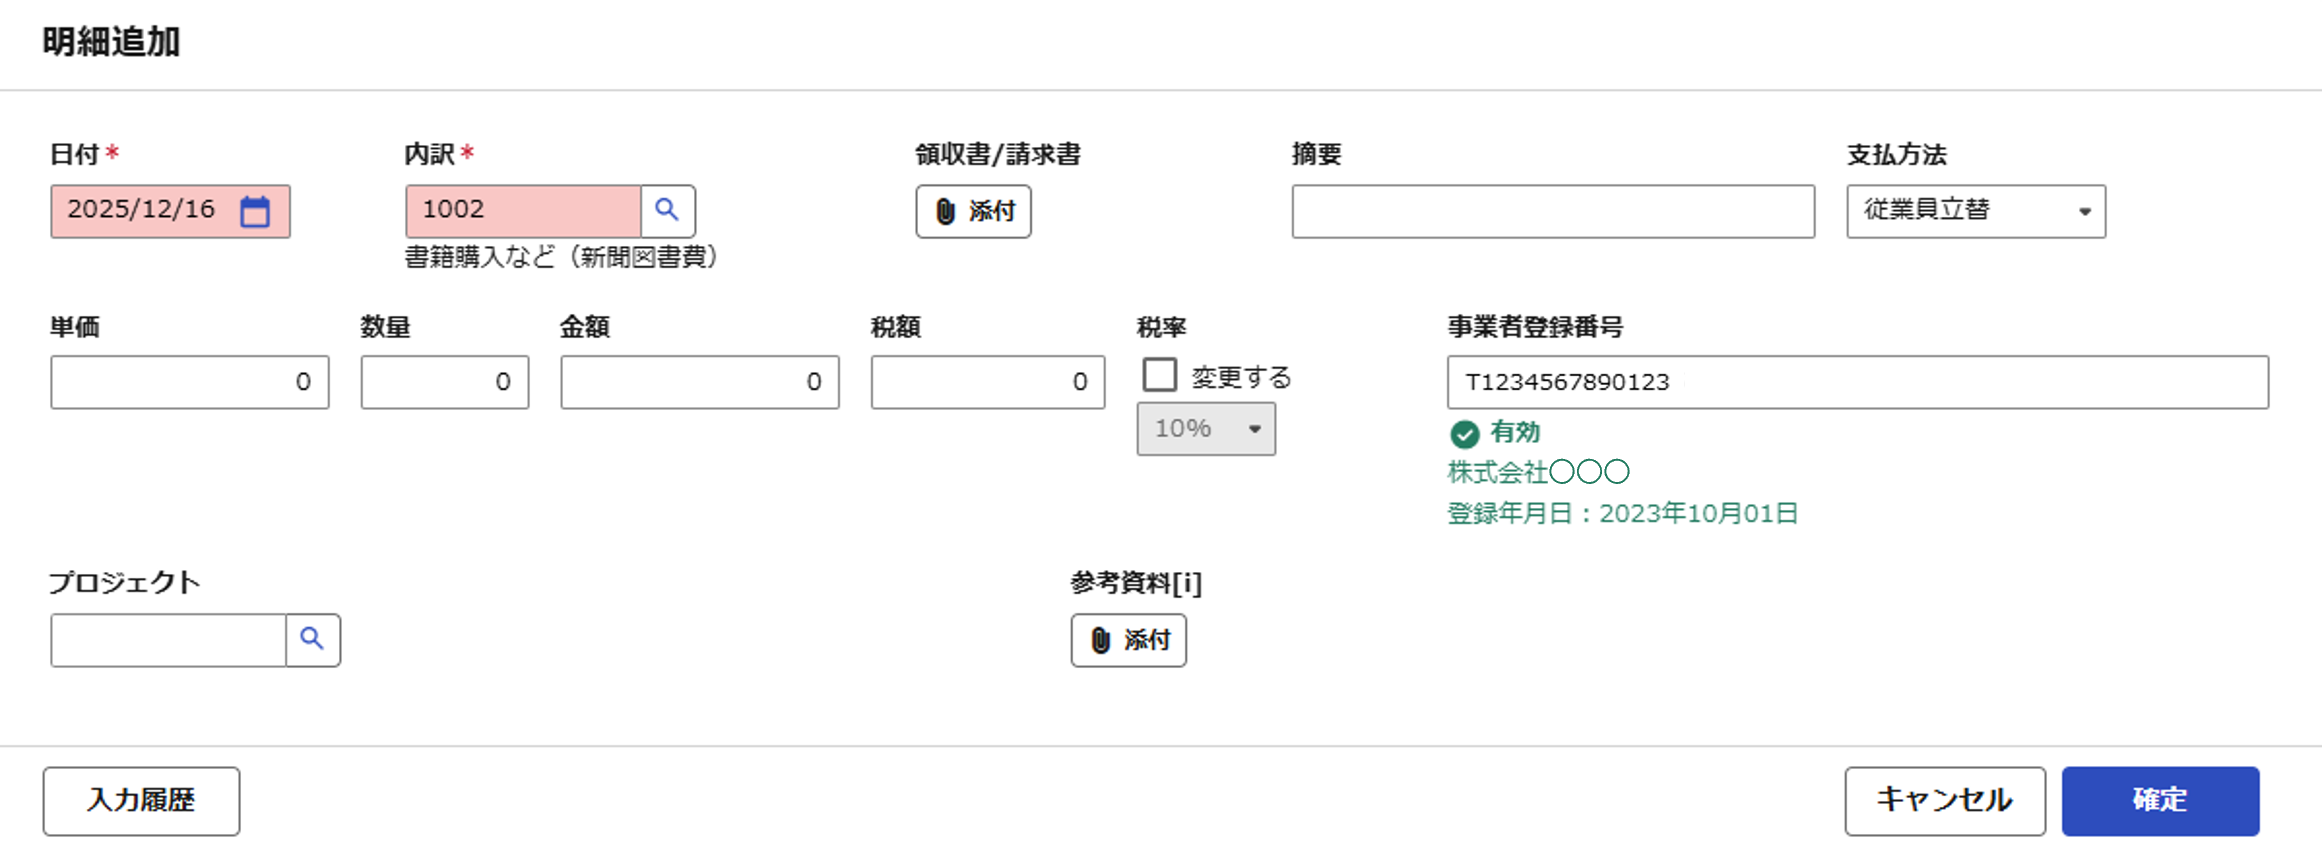 明細追加
日付* 内訳* 領収書/請求書 摘要 支払方法
2025/12/16 1002 添付 従業員立替
書籍購入など（新聞図書費）
単価 数量 金額 税額 税率 事業者登録番号
0 0 0 0 変更する T1234567890123
10% 有効
株式会社〇〇〇
登録年月日：2023年10月01日
プロジェクト 参考資料[i]
添付
入力履歴 キャンセル 確定